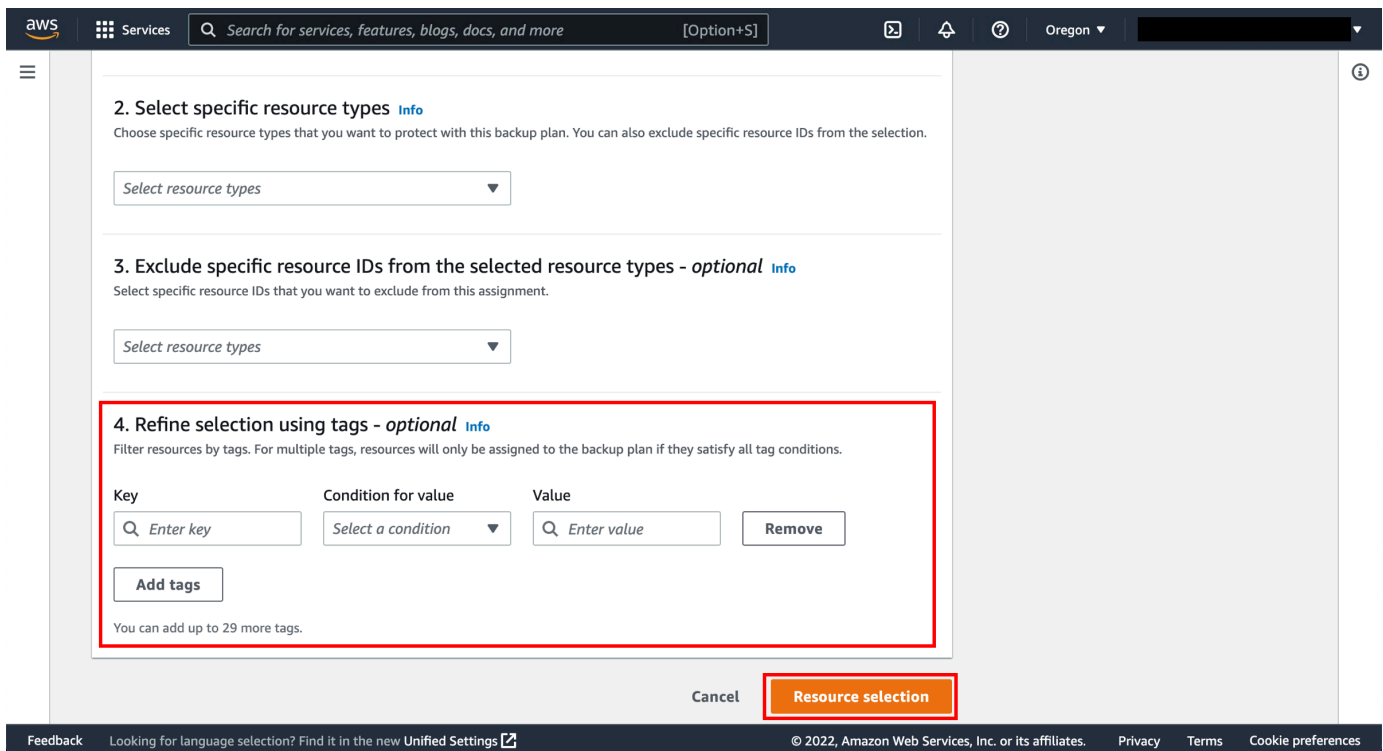 aws
Services
Search for services, features, blogs, docs, and more [Option+S]
Oregon
2. Select specific resource types Info
Choose specific resource types that you want to protect with this backup plan. You can also exclude specific resource IDs from the selection.
Select resource types
3. Exclude specific resource IDs from the selected resource types - optional Info
Select specific resource IDs that you want to exclude from this assignment.
Select resource types
4. Refine selection using tags - optional Info
Filter resources by tags. For multiple tags, resources will only be assigned to the backup plan if they satisfy all tag conditions.
Key Condition for value Value
Enter key Select a condition Enter value Remove
Add tags
You can add up to 29 more tags.
Cancel Resource selection
Feedback Looking for language selection? Find it in the new Unified Settings © 2022, Amazon Web Services, Inc. or its affiliates. Privacy Terms Cookie preferences